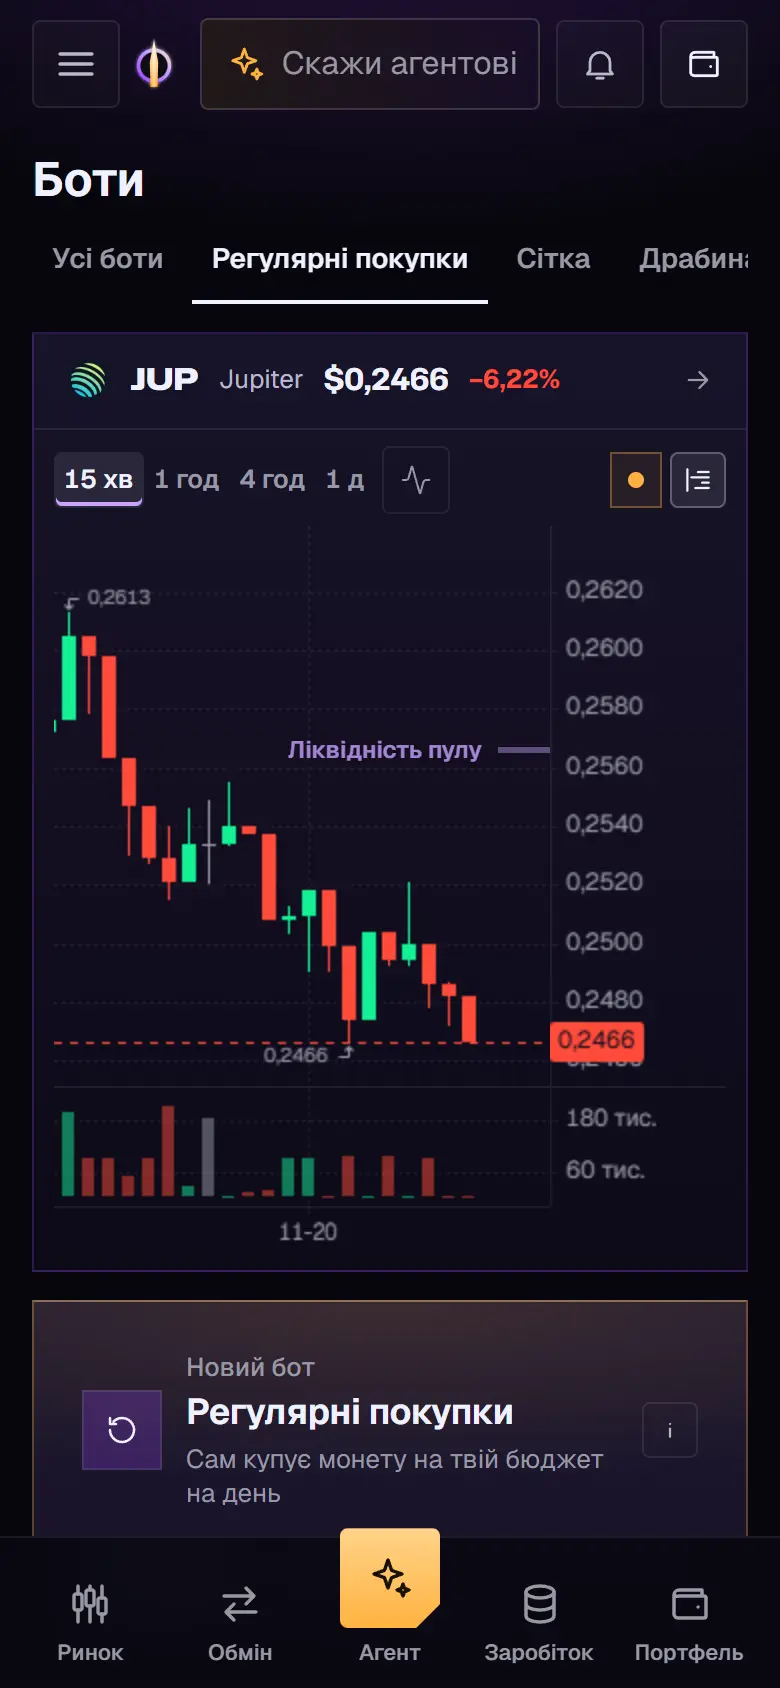 Скажи агентові
Боти
Усі боти Регулярні покупки Сітка Драбина
JUP Jupiter $0,2466 −6,22%
15 хв 1 год 4 год 1 д
0,2613
0,2620
0,2600
0,2580
Ліквідність пулу
0,2560
0,2540
0,2520
0,2500
0,2480
0,2466
0,2466
180 тис.
60 тис.
11-20
Новий бот
Регулярні покупки
Сам купує монету на твій бюджет
на день
i
Ринок Обмін Агент Заробіток Портфель